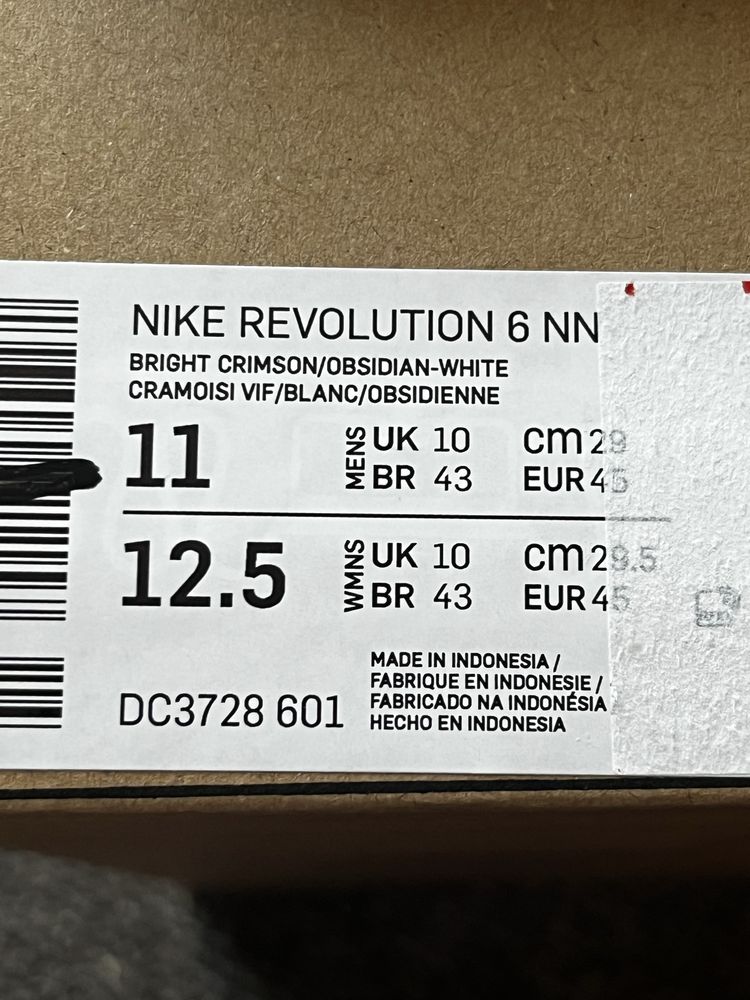 NIKE REVOLUTION 6 NN
BRIGHT CRIMSON/OBSIDIAN-WHITE
CRAMOISI VIF/BLANC/OBSIDIENNE
11 MENS UK 10 cm 29
BR 43 EUR 45
12.5 WMNS UK 10 cm 29.5
BR 43 EUR 45
MADE IN INDONESIA /
FABRIQUE EN INDONESIE /
FABRICADO NA INDONÉSIA
HECHO EN INDONESIA
DC3728 601